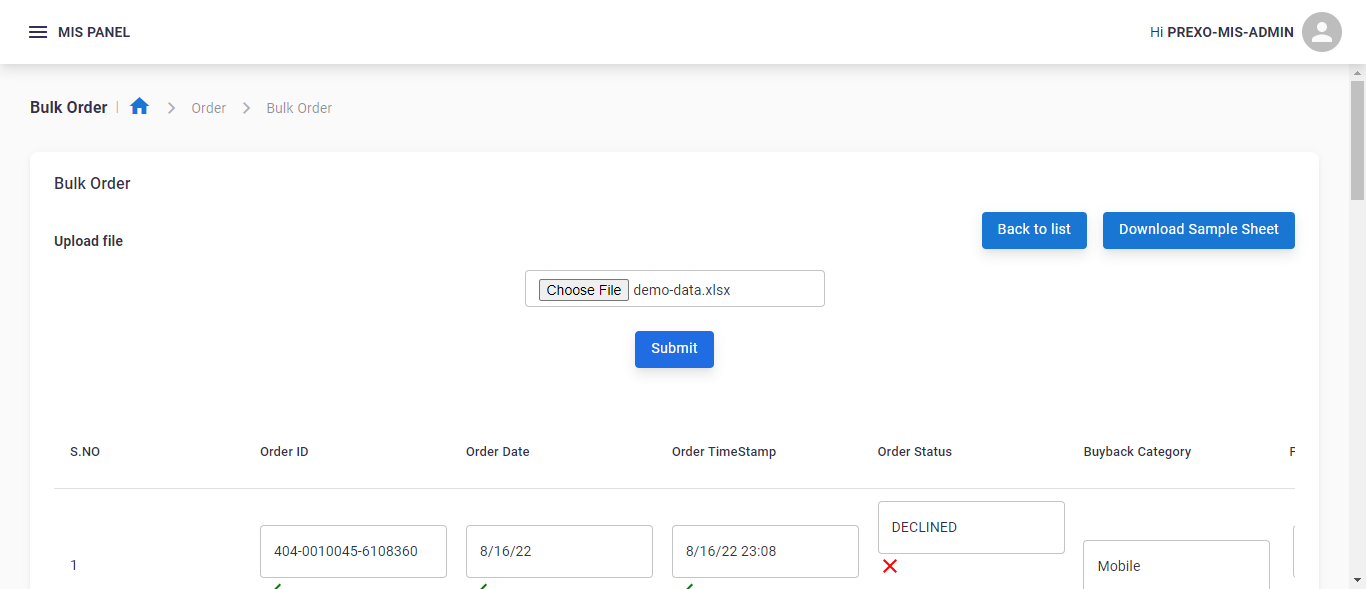 MIS PANEL
Hi PREXO-MIS-ADMIN
Bulk Order
Order
Bulk Order
Bulk Order
Upload file
Back to list
Download Sample Sheet
Choose File demo-data.xlsx
Submit
S.NO Order ID Order Date Order TimeStamp Order Status Buyback Category
1 404-0010045-6108360 8/16/22 8/16/22 23:08 DECLINED Mobile